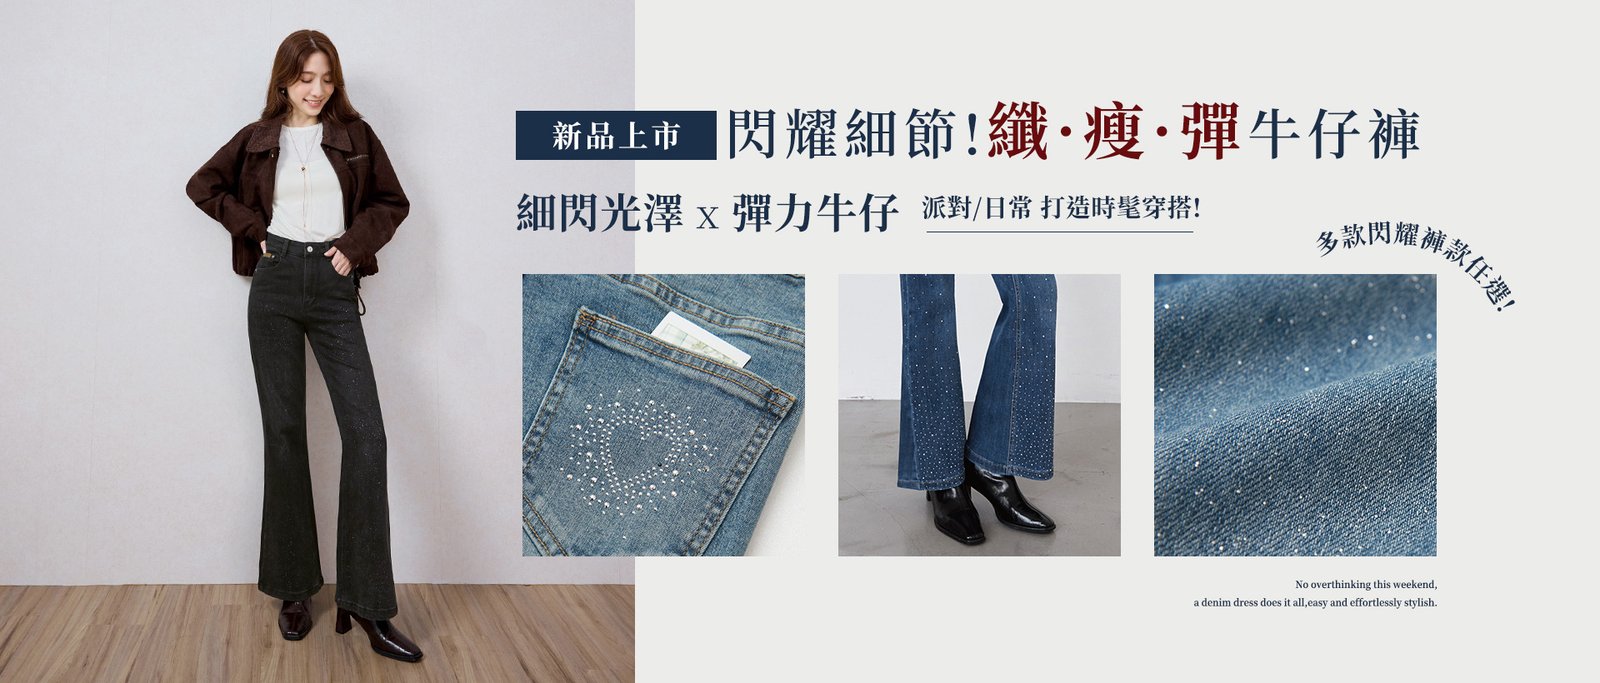 新品上市 閃耀細節!纖·瘦·彈牛仔褲
細閃光澤 x 彈力牛仔 派對/日常 打造時髦穿搭!
多款閃耀褲款任選!
No overthinking this weekend,
a denim dress does it all,easy and effortlessly stylish.